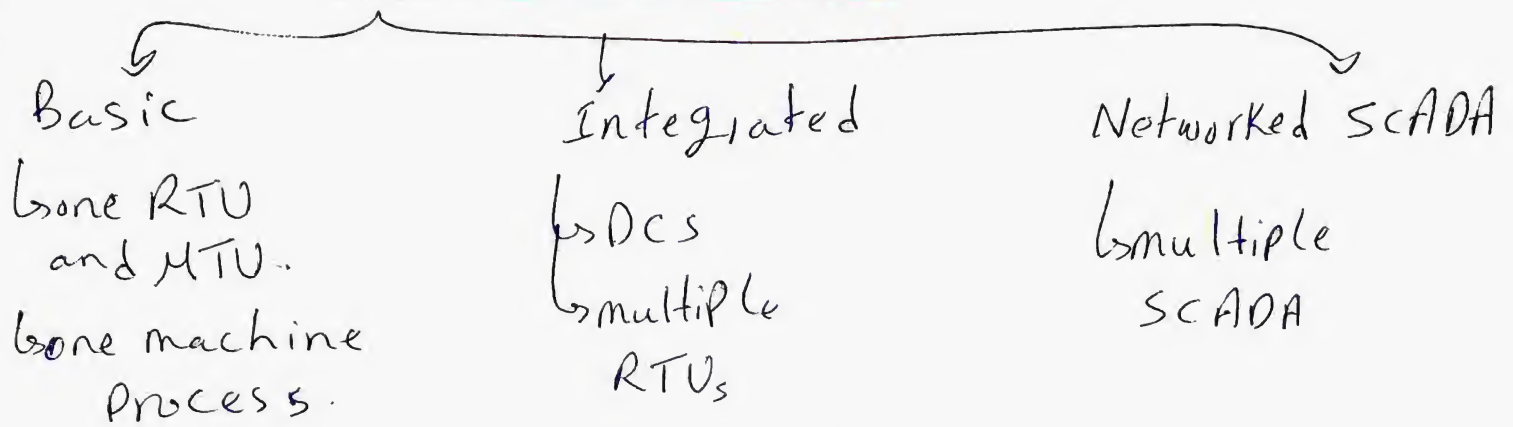 Basic
↳one RTU
and MTU.
↳one machine
Process.
Integrated
↳DCS
↳multiple
RTUs
Networked SCADA
↳multiple
SCADA